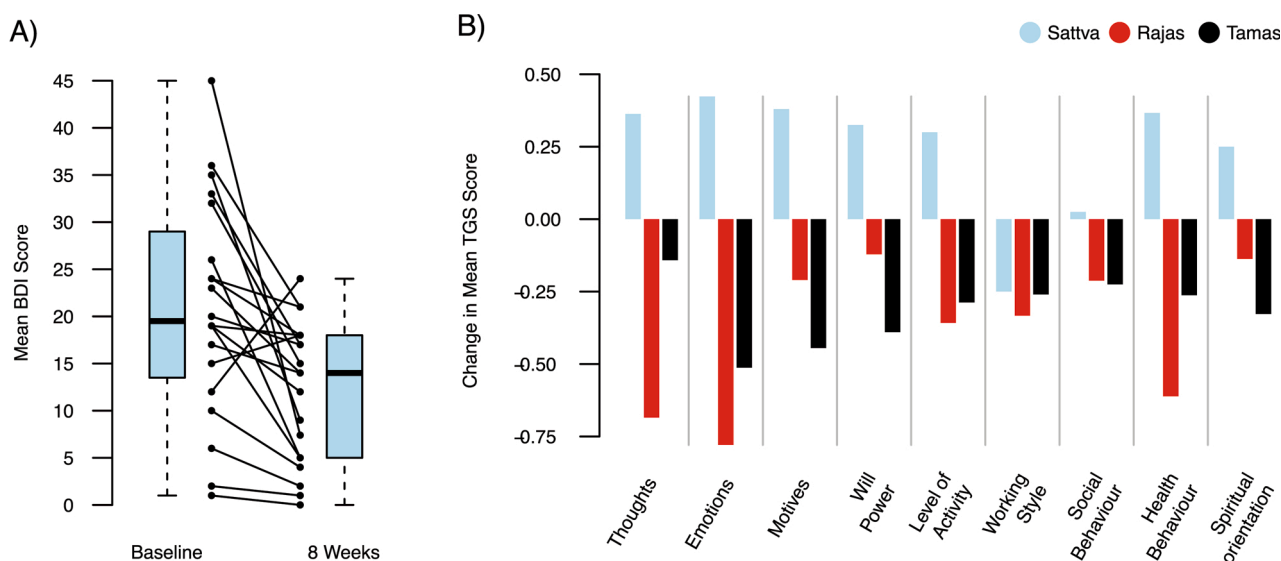 A)
Mean BDI Score
45
40
35
30
25
20
15
10
5
0
Baseline
8 Weeks
B)
Sattva
Rajas
Tamas
Change in Mean TGS Score
0.50
0.25
0.00
-0.25
-0.50
-0.75
Thoughts
Emotions
Motives
Will
Power
Level of
Activity
Working
Style
Social
Behaviour
Health
Behaviour
Spiritual
orientation